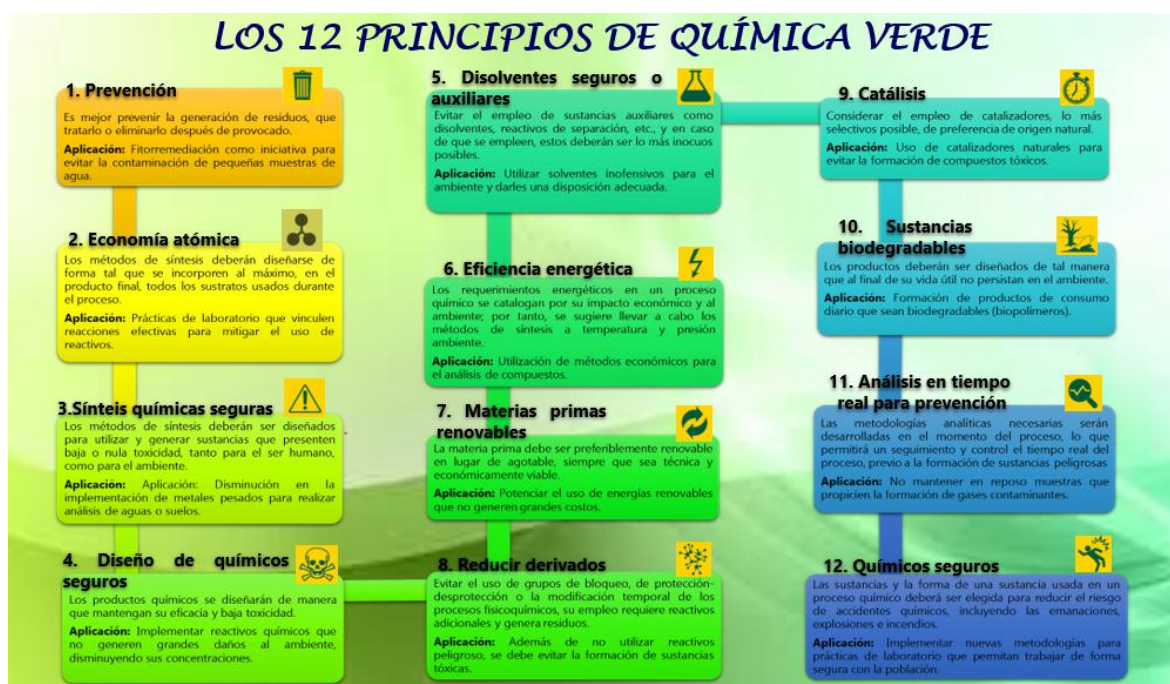 LOS 12 PRINCIPIOS DE QUÍMICA VERDE
1. Prevención
Es mejor prevenir la generación de residuos, que
tratarlo o eliminarlo después de provocado.
Aplicación: Fitorremediación como iniciativa para
evitar la contaminación de pequeñas muestras de
agua.
2. Economía atómica
Los métodos de síntesis deberán diseñarse de
forma tal que se incorporen al máximo, en el
producto final, todos los sustratos usados durante
el proceso.
Aplicación: Prácticas de laboratorio que vinculen
reacciones efectivas para mitigar el uso de
reactivos.
3.Sínteis químicas seguras
Los métodos de síntesis deberán ser diseñados
para utilizar y generar sustancias que presenten
baja o nula toxicidad, tanto para el ser humano,
como para el ambiente.
Aplicación: Aplicación: Disminución en la
implementación de metales pesados para realizar
análisis de aguas o suelos.
4. Diseño de químicos
seguros
Los productos químicos se diseñarán de manera
que mantengan su eficacia y baja toxicidad.
Aplicación: Implementar reactivos químicos que
no generen grandes daños al ambiente,
disminuyendo sus concentraciones.
5. Disolventes seguros o
auxiliares
Evitar el empleo de sustancias auxiliares como
disolventes, reactivos de separación, etc., y en caso
de que se empleen, estos deberán ser lo más inocuos
posibles.
Aplicación: Utilizar solventes inofensivos para el
ambiente y darles una disposición adecuada.
6. Eficiencia energética
Los requerimientos energéticos en un proceso
químico se catalogan por su impacto económico y al
ambiente; por tanto, se sugiere llevar a cabo los
métodos de síntesis a temperatura y presión
ambiente.
Aplicación: Utilización de métodos económicos para
el análisis de compuestos.
7. Materias primas
renovables
La materia prima debe ser preferiblemente renovable
en lugar de agotable, siempre que sea técnica y
económicamente viable.
Aplicación: Potenciar el uso de energías renovables
que no generen grandes costos.
8. Reducir derivados
Evitar el uso de grupos de bloqueo, de protección-
desprotección o la modificación temporal de los
procesos fisicoquímicos, su empleo requiere reactivos
adicionales y genera residuos.
Aplicación: Además de no utilizar reactivos
peligroso, se debe evitar la formación de sustancias
tóxicas.
9. Catálisis
Considerar el empleo de catalizadores, lo más
selectivos posible, de preferencia de origen natural.
Aplicación: Uso de catalizadores naturales para
evitar la formación de compuestos tóxicos.
10. Sustancias
biodegradables
Los productos deberán ser diseñados de tal manera
que al final de su vida útil no persistan en el ambiente.
Aplicación: Formación de productos de consumo
diario que sean biodegradables (biopolímeros).
11. Análisis en tiempo
real para prevención
Las metodologías analíticas necesarias serán
desarrolladas en el momento del proceso, lo que
permitirá un seguimiento y control el tiempo real del
proceso, previo a la formación de sustancias peligrosas
Aplicación: No mantener en reposo muestras que
propicien la formación de gases contaminantes.
12. Químicos seguros
Las sustancias y la forma de una sustancia usada en un
proceso químico deberá ser elegida para reducir el riesgo
de accidentes químicos, incluyendo las emanaciones,
explosiones e incendios.
Aplicación: Implementar nuevas metodologías para
prácticas de laboratorio que permitan trabajar de forma
segura con la población.